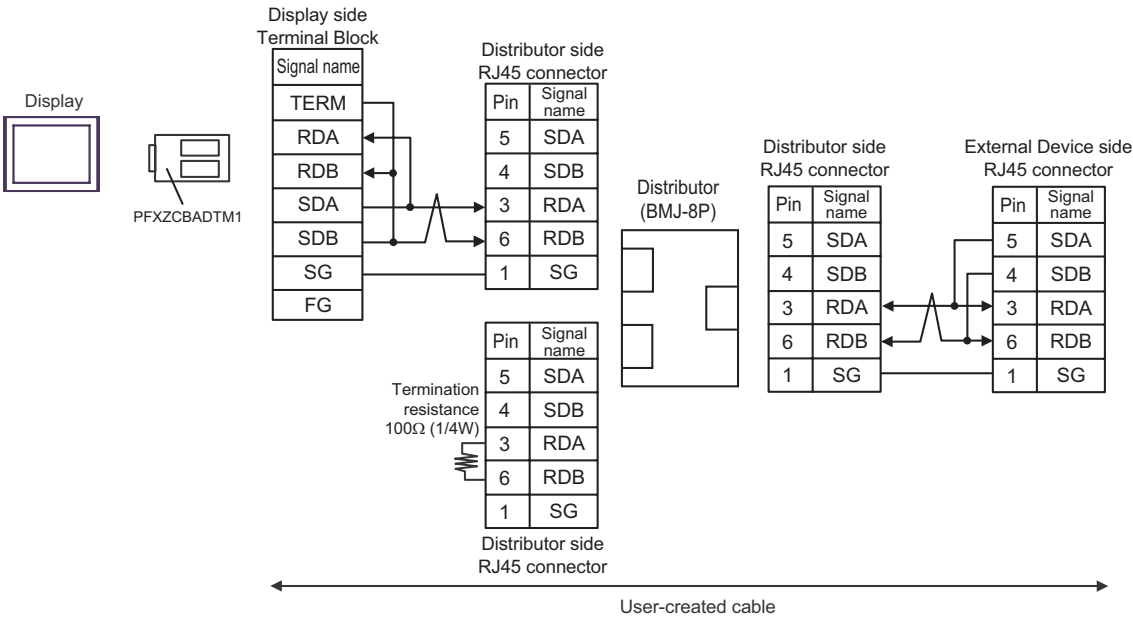 Display side
Terminal Block
Signal name
TERM
RDA
RDB
SDA
SDB
SG
FG
Display
PFXZCBADTM1
Distributor side
RJ45 connector
Pin Signal name
5 SDA
4 SDB
3 RDA
6 RDB
1 SG
Pin Signal name
5 SDA
4 SDB
3 RDA
6 RDB
1 SG
Distributor side
RJ45 connector
Termination
resistance
100Ω (1/4W)
Distributor
(BMJ-8P)
Distributor side
RJ45 connector
Pin Signal name
5 SDA
4 SDB
3 RDA
6 RDB
1 SG
External Device side
RJ45 connector
Pin Signal name
5 SDA
4 SDB
3 RDA
6 RDB
1 SG
User-created cable